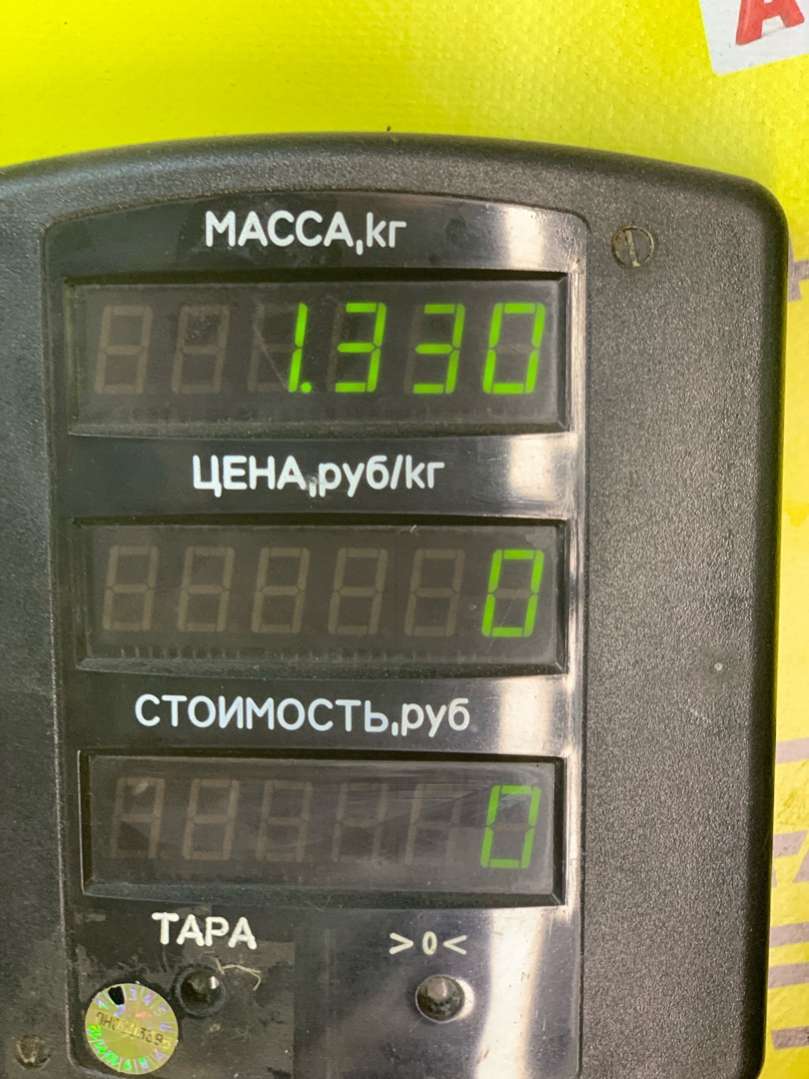 А
МАССА,кг
1.330
ЦЕНА,руб/кг
0
СТОИМОСТЬ,руб
0
ТАРА
>0<